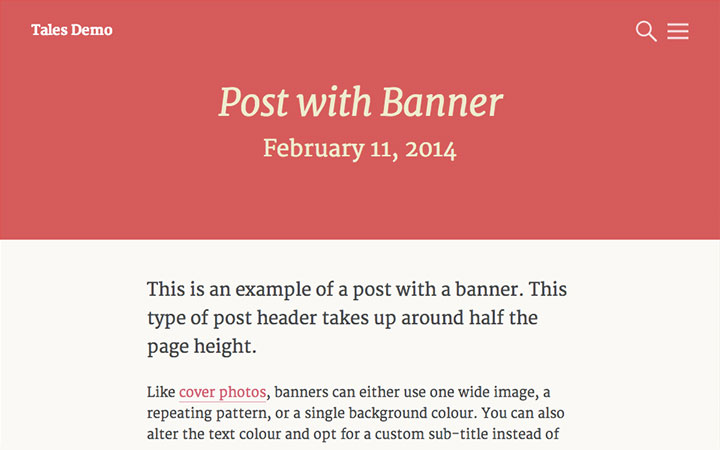 Tales Demo
Post with Banner
February 11, 2014
This is an example of a post with a banner. This
type of post header takes up around half the
page height.
Like cover photos, banners can either use one wide image, a
repeating pattern, or a single background colour. You can also
alter the text colour and opt for a custom sub-title instead of